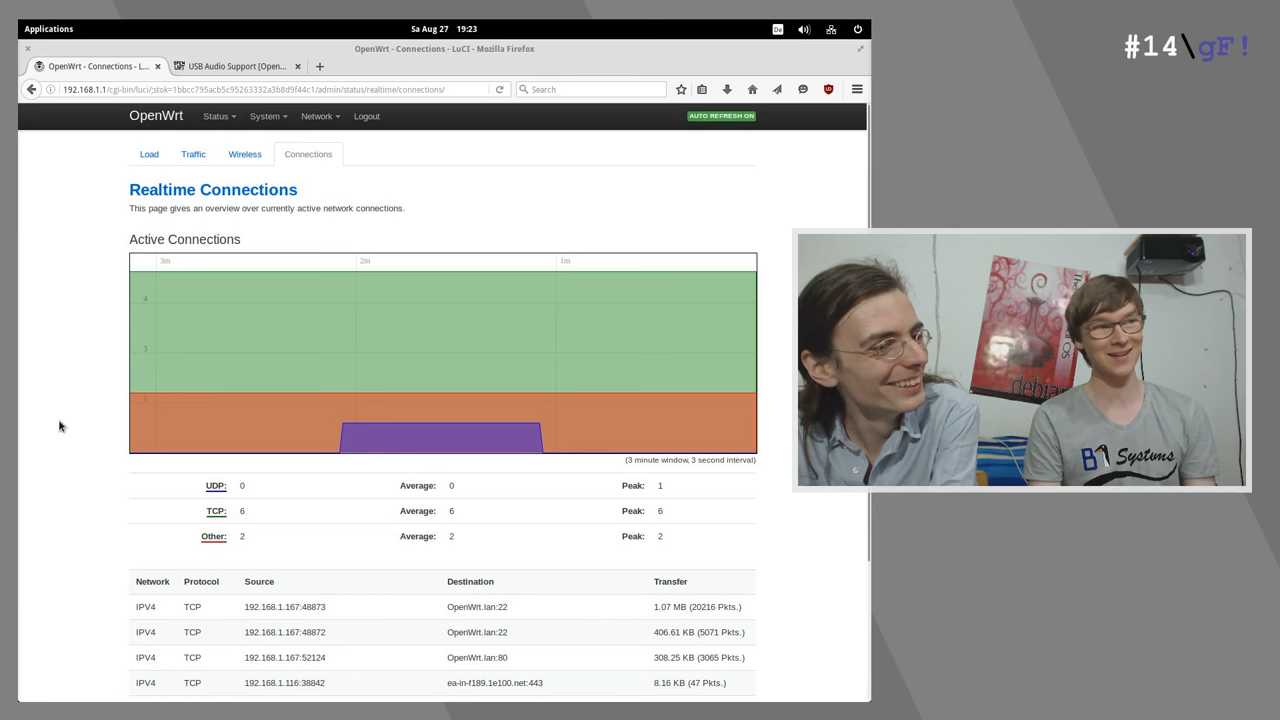 Applications
Sa Aug 27 19:23
De
#14\gF!
OpenWrt - Connections - LuCI - Mozilla Firefox
OpenWrt - Connections - L...
USB Audio Support [Open...
192.168.1.1/cgi-bin/luci/;stok=1bbcc795acb5c95263332a3b8d9f44c1/admin/status/realtime/connections/
Search
OpenWrt
Status
System
Network
Logout
AUTO REFRESH ON
Load
Traffic
Wireless
Connections
Realtime Connections
This page gives an overview over currently active network connections.
Active Connections
3m 2m 1m
4
3
1
(3 minute window, 3 second interval)
UDP: 0 Average: 0 Peak: 1
TCP: 6 Average: 6 Peak: 6
Other: 2 Average: 2 Peak: 2
Network Protocol Source Destination Transfer
IPV4 TCP 192.168.1.167:48873 OpenWrt.lan:22 1.07 MB (20216 Pkts.)
IPV4 TCP 192.168.1.167:48872 OpenWrt.lan:22 406.61 KB (5071 Pkts.)
IPV4 TCP 192.168.1.167:52124 OpenWrt.lan:80 308.25 KB (3065 Pkts.)
IPV4 TCP 192.168.1.116:38842 ea-in-f189.1e100.net:443 8.16 KB (47 Pkts.)
debian
B1 Systems